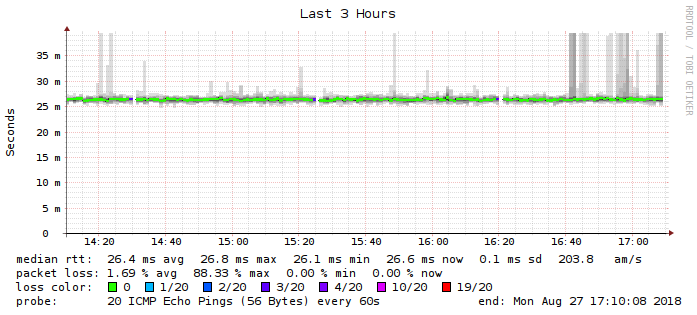 Last 3 Hours
RRDTOOL / TOBI OETIKER
Seconds
35 m
30 m
25 m
20 m
15 m
10 m
5 m
0
14:20 14:40 15:00 15:20 15:40 16:00 16:20 16:40 17:00
median rtt: 26.4 ms avg 26.8 ms max 26.1 ms min 26.6 ms now 0.1 ms sd 203.8 am/s
packet loss: 1.69 % avg 88.33 % max 0.00 % min 0.00 % now
loss color: 0 1/20 2/20 3/20 4/20 10/20 19/20
probe: 20 ICMP Echo Pings (56 Bytes) every 60s end: Mon Aug 27 17:10:08 2018